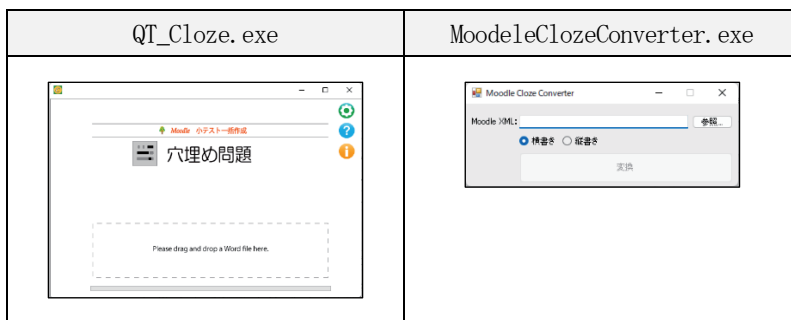 QT_Cloze.exe
MoodeleClozeConverter.exe
Moodle 小テスト一括作成
穴埋め問題
Please drag and drop a Word file here.
Moodle Cloze Converter
Moodle XML:
参照...
横書き 縦書き
変換